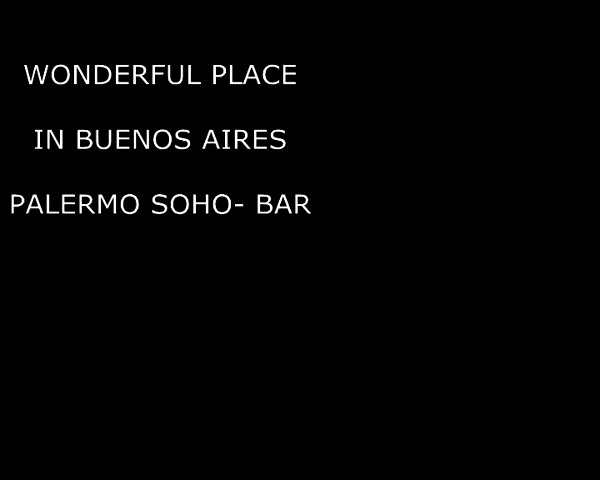 WONDERFUL PLACE
IN BUENOS AIRES
PALERMO SOHO- BAR